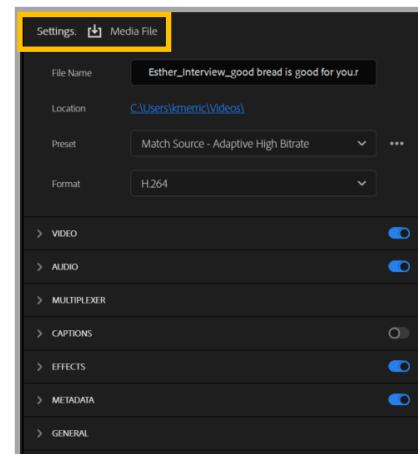 Settings: Media File
File Name Esther_Interview_good bread is good for you.r
Location C:\Users\kmerric\Videos\
Preset Match Source - Adaptive High Bitrate
Format H.264
VIDEO
AUDIO
MULTIPLEXER
CAPTIONS
EFFECTS
METADATA
GENERAL